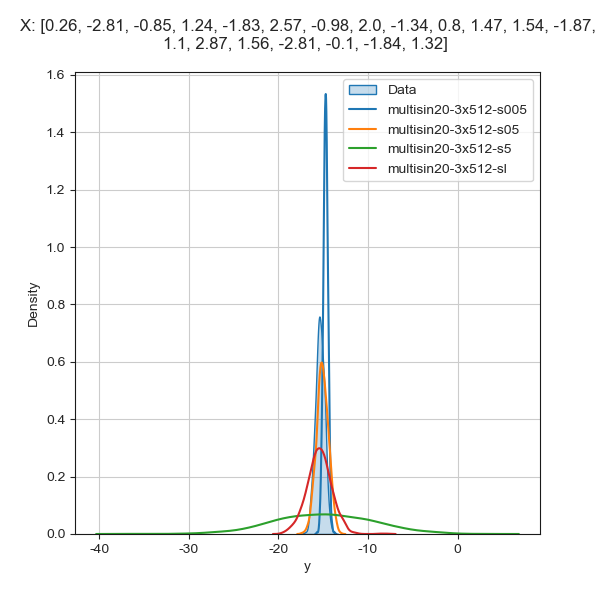 X: [0.26, -2.81, -0.85, 1.24, -1.83, 2.57, -0.98, 2.0, -1.34, 0.8, 1.47, 1.54, -1.87,
1.1, 2.87, 1.56, -2.81, -0.1, -1.84, 1.32]
1.6
1.4
1.2
1.0
0.8
0.6
0.4
0.2
0.0
Density
Data
multisin20-3x512-s005
multisin20-3x512-s05
multisin20-3x512-s5
multisin20-3x512-sl
-40
-30
-20
-10
0
y